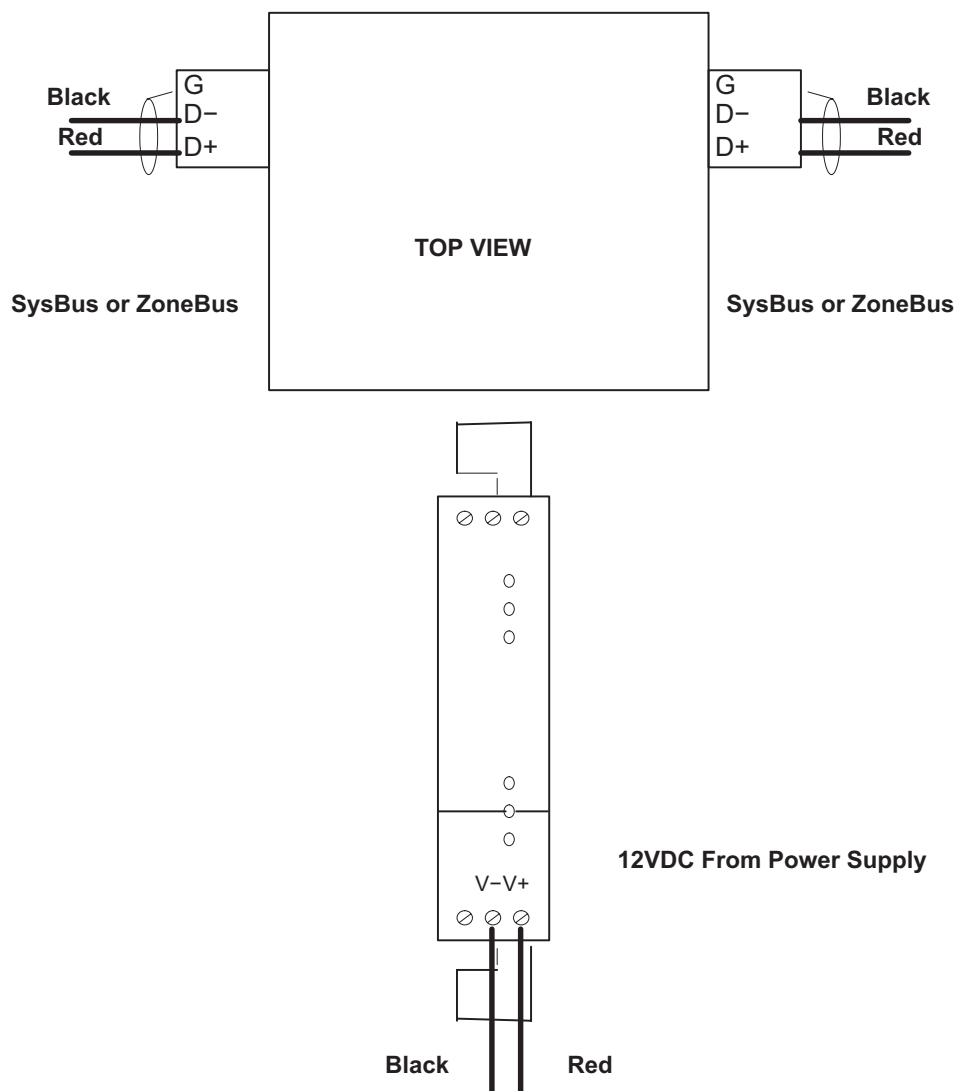 G
Black
D−
Red
D+
G
D−
Black
D+
Red
TOP VIEW
SysBus or ZoneBus
SysBus or ZoneBus
12VDC From Power Supply
V− V+
Black
Red